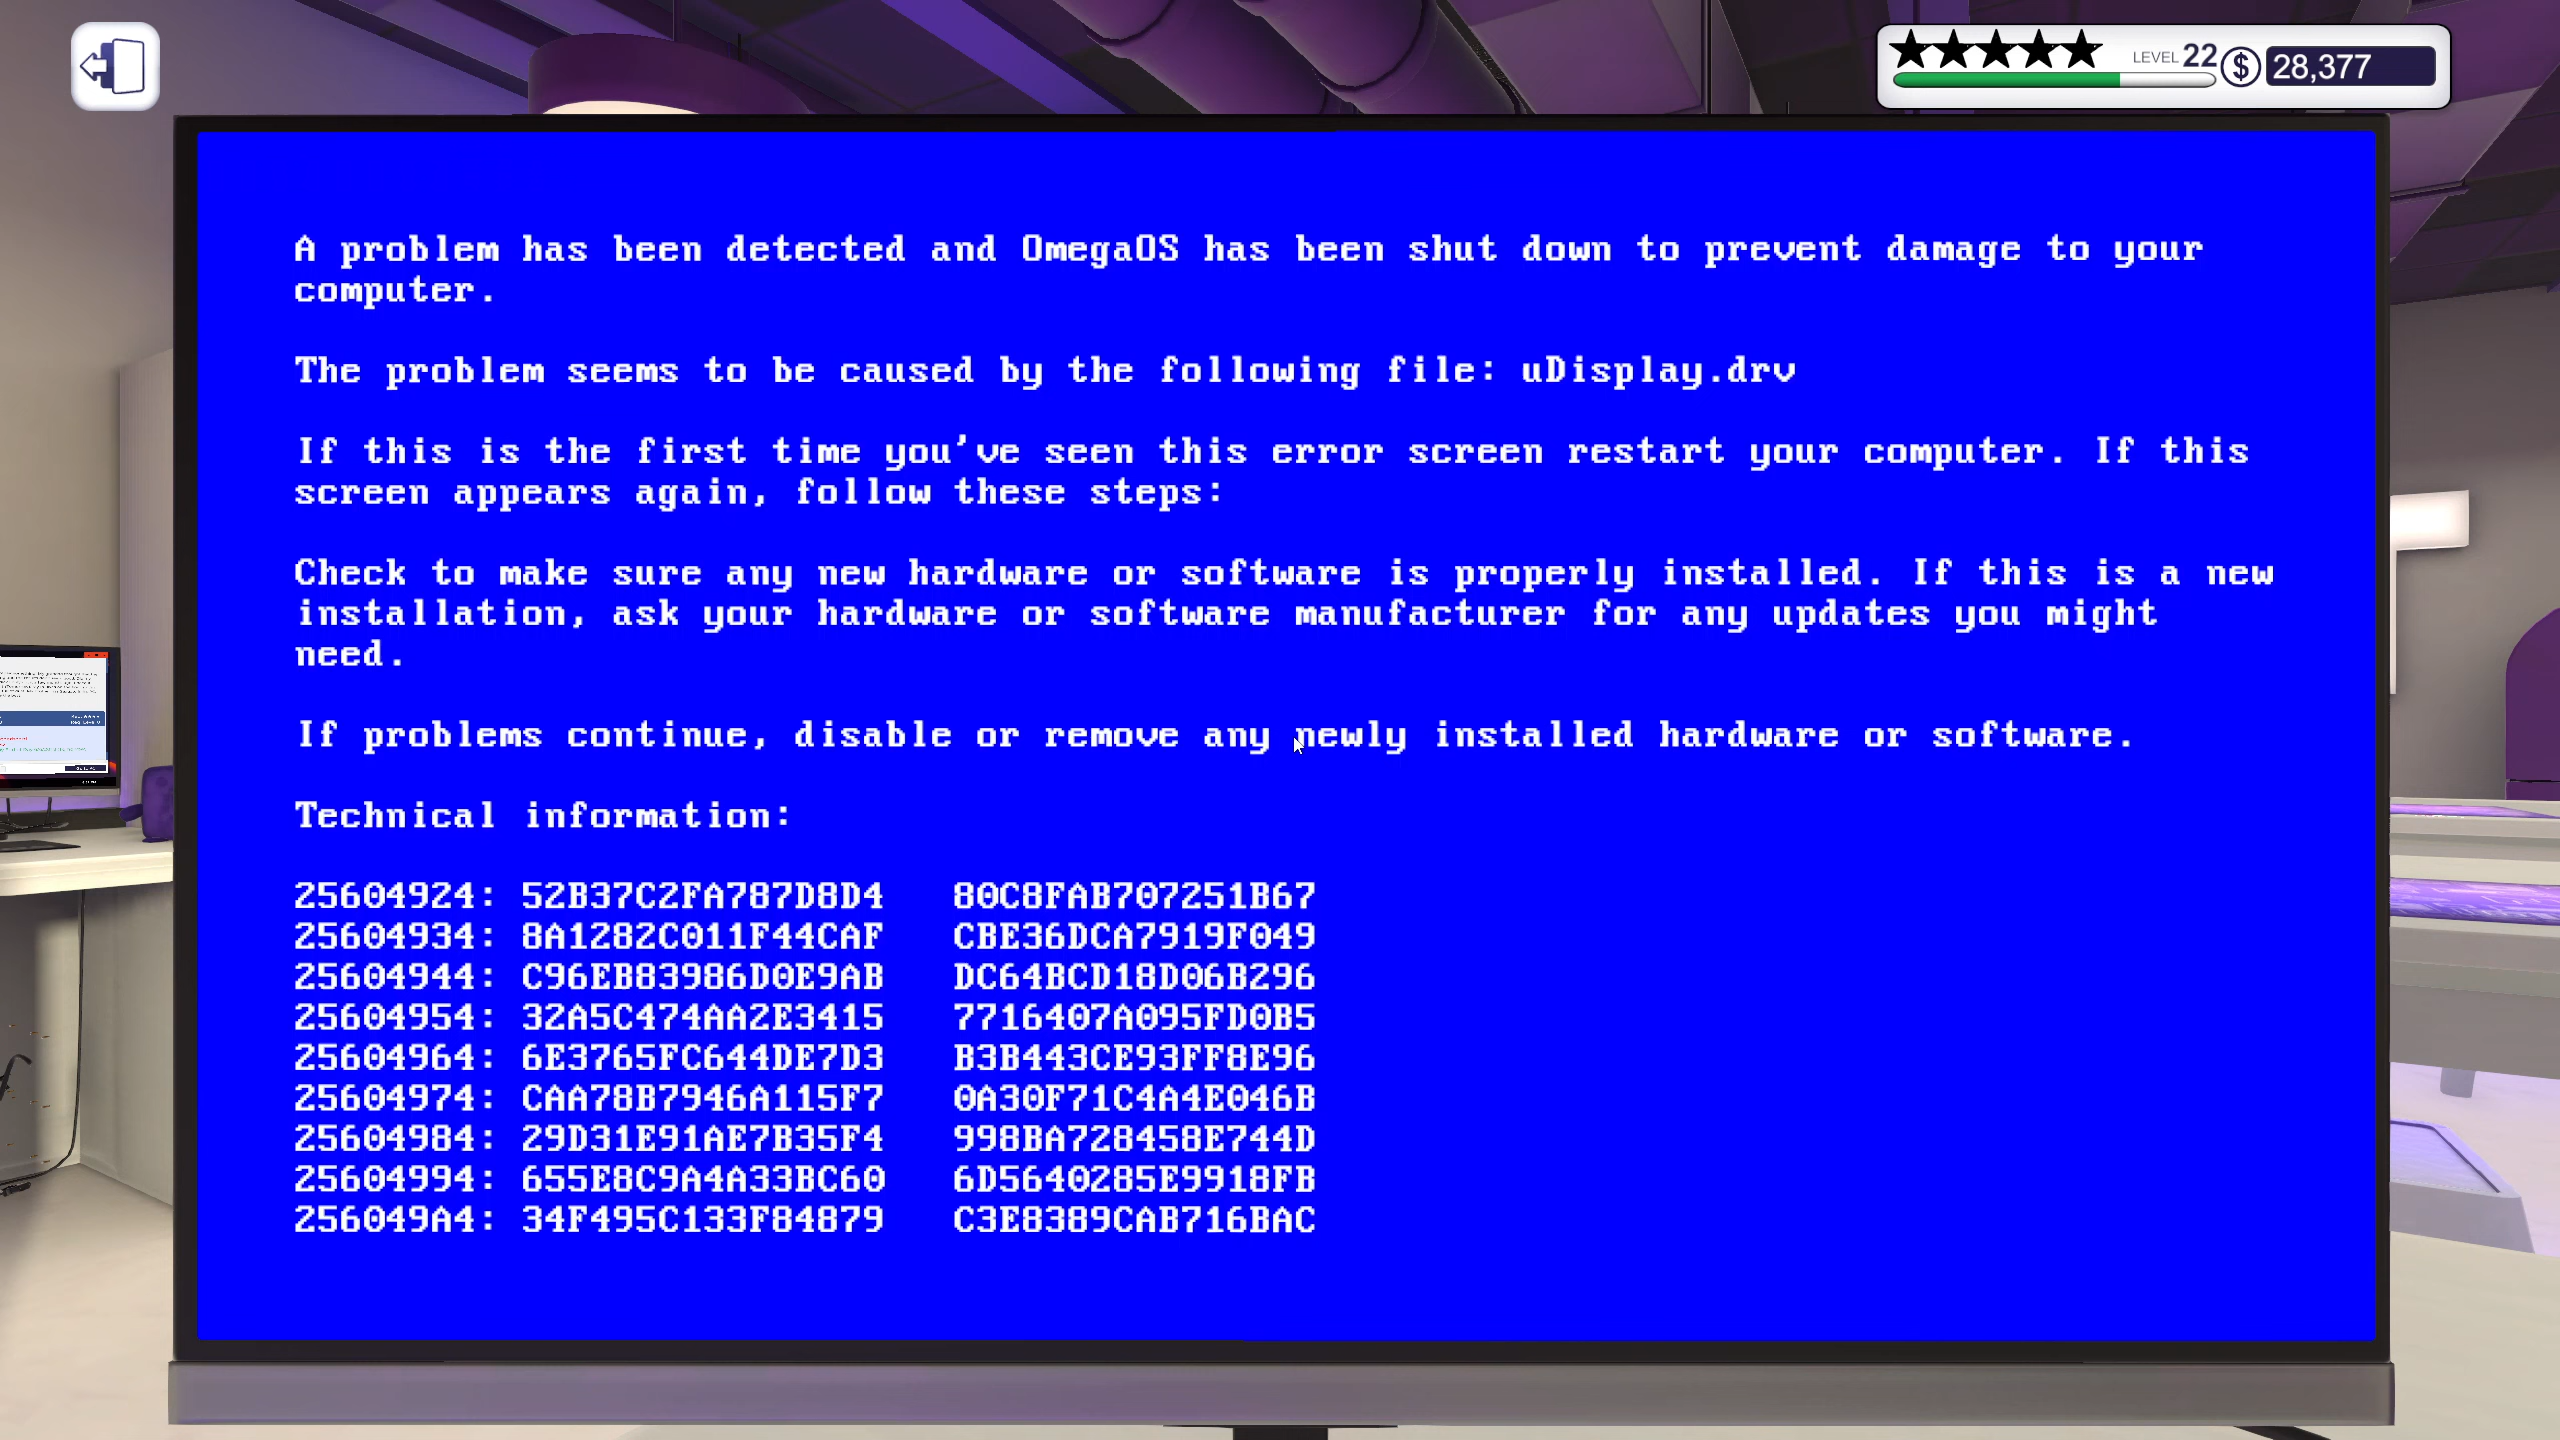 LEVEL 22
28,377
A problem has been detected and OmegaOS has been shut down to prevent damage to your
computer.
The problem seems to be caused by the following file: uDisplay.drv
If this is the first time you've seen this error screen restart your computer. If this
screen appears again, follow these steps:
Check to make sure any new hardware or software is properly installed. If this is a new
installation, ask your hardware or software manufacturer for any updates you might
need.
If problems continue, disable or remove any newly installed hardware or software.
Technical information:
25604924: 52B37C2FA787D8D4 80C8FAB707251B67
25604934: 8A1282C011F44CAF CBE36DCA7919F049
25604944: C96EB83986D0E9AB DC64BCD18D06B296
25604954: 32A5C474AA2E3415 7716407A095FD0B5
25604964: 6E3765FC644DE7D3 B3B443CE93FF8E96
25604974: CAA78B7946A115F7 0A30F71C4A4E046B
25604984: 29D31E91AE7B35F4 998BA728458E744D
25604994: 655E8C9A4A33BC60 6D5640285E9918FB
256049A4: 34F495C133F84879 C3E8389CAB716BAC